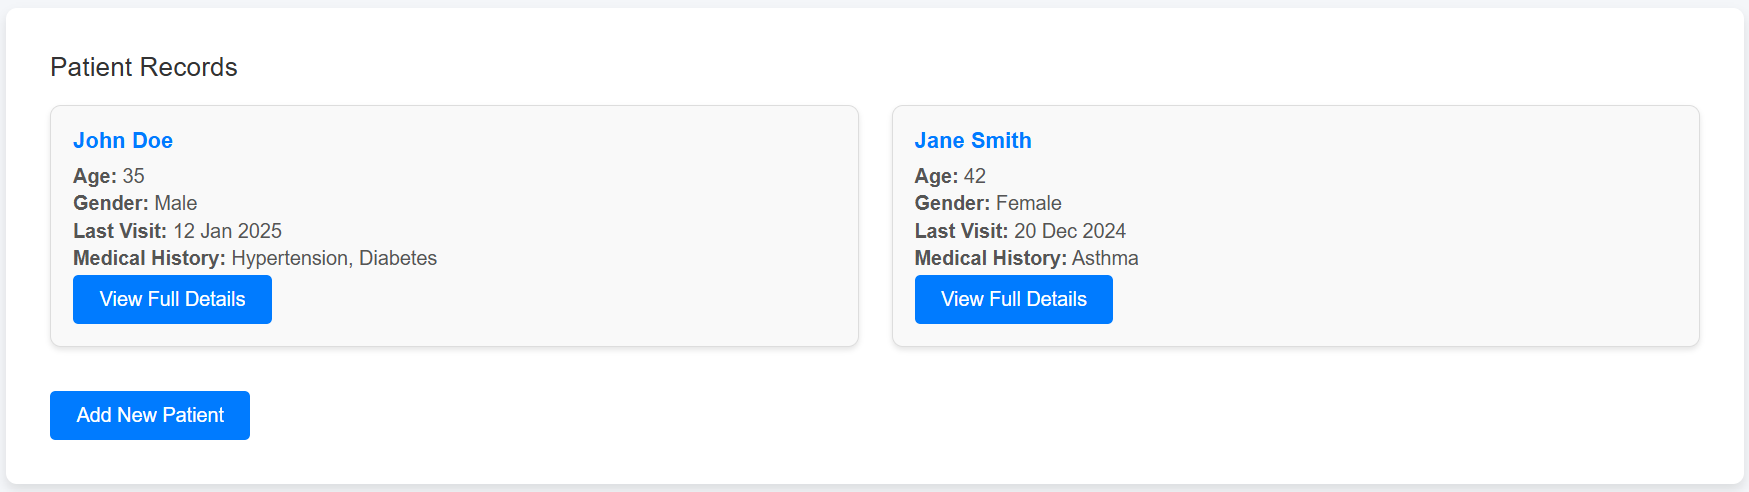 Patient Records
John Doe
Age: 35
Gender: Male
Last Visit: 12 Jan 2025
Medical History: Hypertension, Diabetes
View Full Details
Jane Smith
Age: 42
Gender: Female
Last Visit: 20 Dec 2024
Medical History: Asthma
View Full Details
Add New Patient